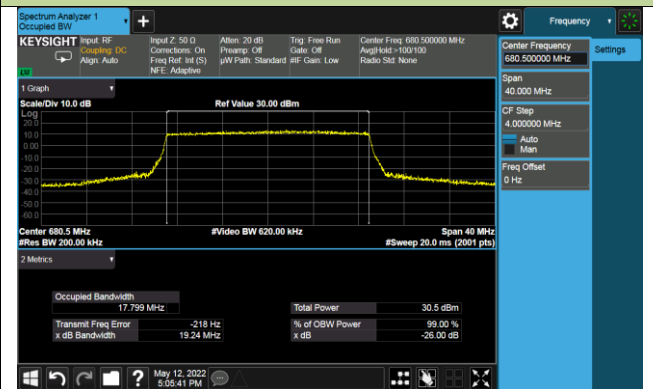 Spectrum Analyzer 1
Occupied BW
+
Frequency
KEYSIGHT
Input: RF
Coupling: DC
Align: Auto
Input Z: 50 Ω
Corrections: On
Freq Ref: Int (S)
NFE: Adaptive
Atten: 20 dB
Preamp: Off
µW Path: Standard
Trig: Free Run
Gate: Off
#IF Gain: Low
Center Freq: 680.500000 MHz
Avg|Hold:>100/100
Radio Std: None
Center Frequency
680.500000 MHz
Settings
Span
40.000 MHz
CF Step
4.000000 MHz
Auto
Man
Freq Offset
0 Hz
1 Graph
Scale/Div 10.0 dB
Ref Value 30.00 dBm
Log
20.0
10.0
0.00
-10.0
-20.0
-30.0
-40.0
-50.0
-60.0
Center 680.5 MHz
#Video BW 620.00 kHz
Span 40 MHz
#Res BW 200.00 kHz
#Sweep 20.0 ms (2001 pts)
2 Metrics
Occupied Bandwidth
17.799 MHz
Total Power
30.5 dBm
Transmit Freq Error
-218 Hz
% of OBW Power
99.00 %
x dB Bandwidth
19.24 MHz
x dB
-26.00 dB
?
May 12, 2022
5:05:41 PM